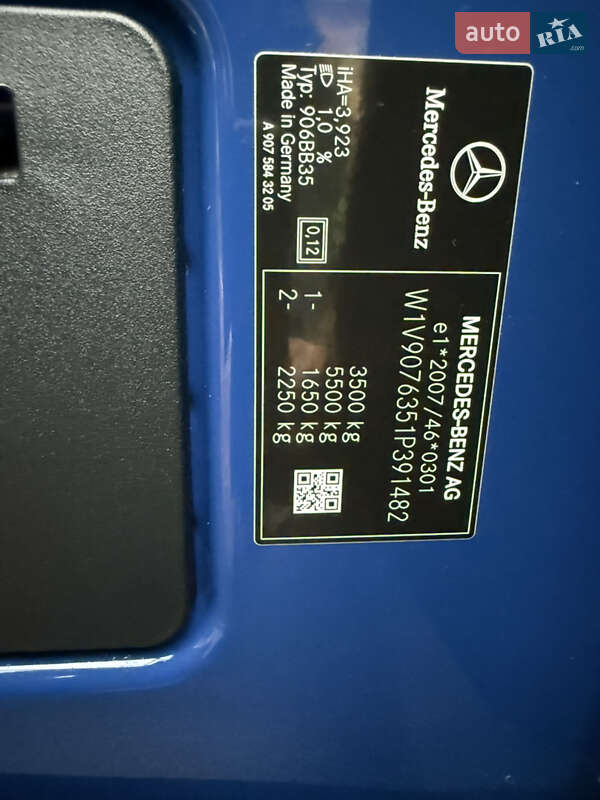 auto RIA .com
Mercedes-Benz
iHA=3,923
1,0 %
Typ: 906BB35
Made in Germany
A 907 584 32 05
0,12
MERCEDES-BENZ AG
e1*2007/46*0301
W1V9076351P391482
3500 kg
5500 kg
1- 1650 kg
2- 2250 kg